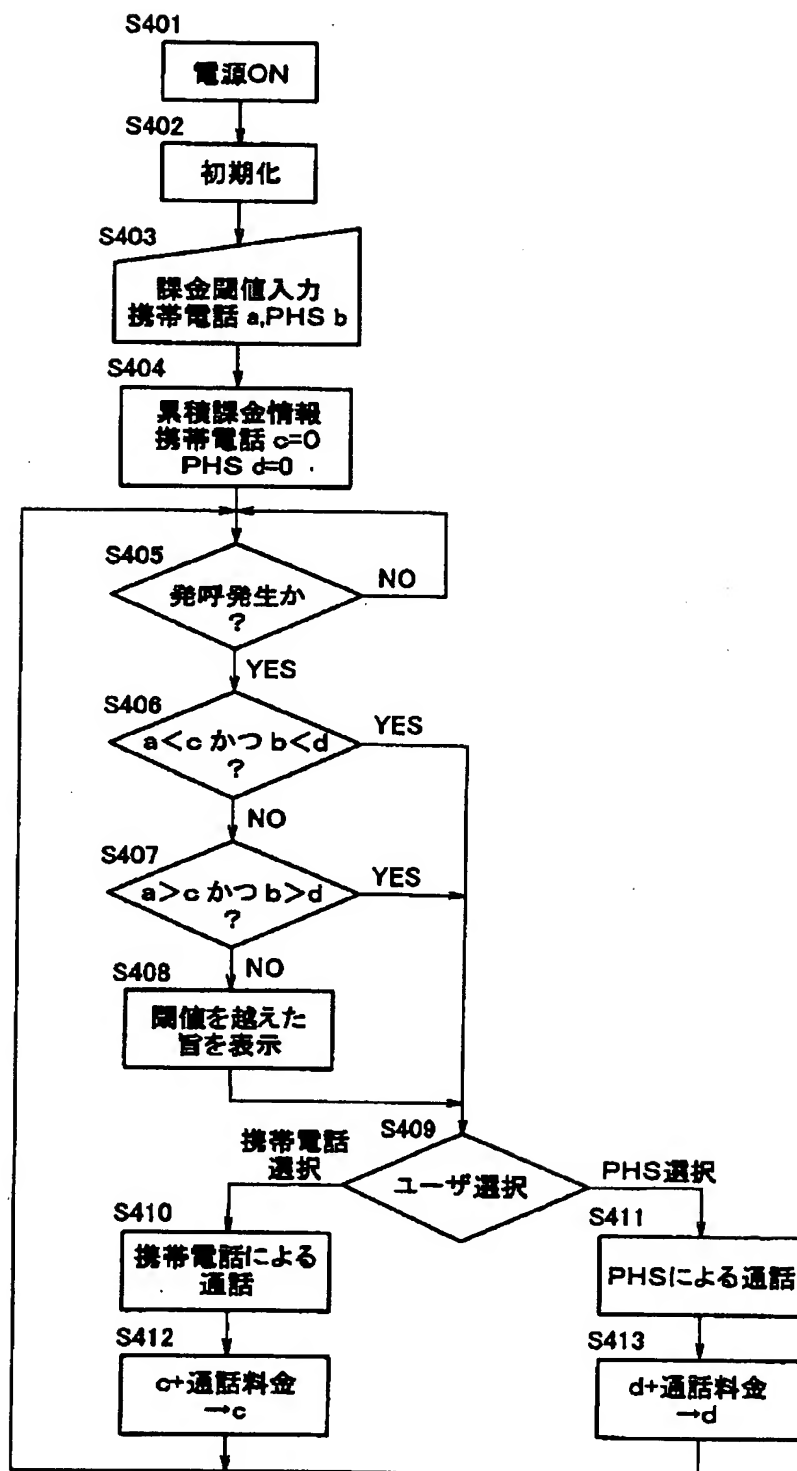 S401
電源ON
S402
初期化
S403
課金閾値入力
携帯電話 a,PHS b
S404
累積課金情報
携帯電話 c=0
PHS d=0
S405
発呼発生か
?
NO
YES
S406
a<c かつ b<d
?
YES
NO
S407
a>c かつ b>d
?
YES
NO
S408
閾値を越えた
旨を表示
S409
ユーザ選択
携帯電話
選択
PHS選択
S410
携帯電話による
通話
S411
PHSによる通話
S412
c+通話料金
→c
S413
d+通話料金
→d